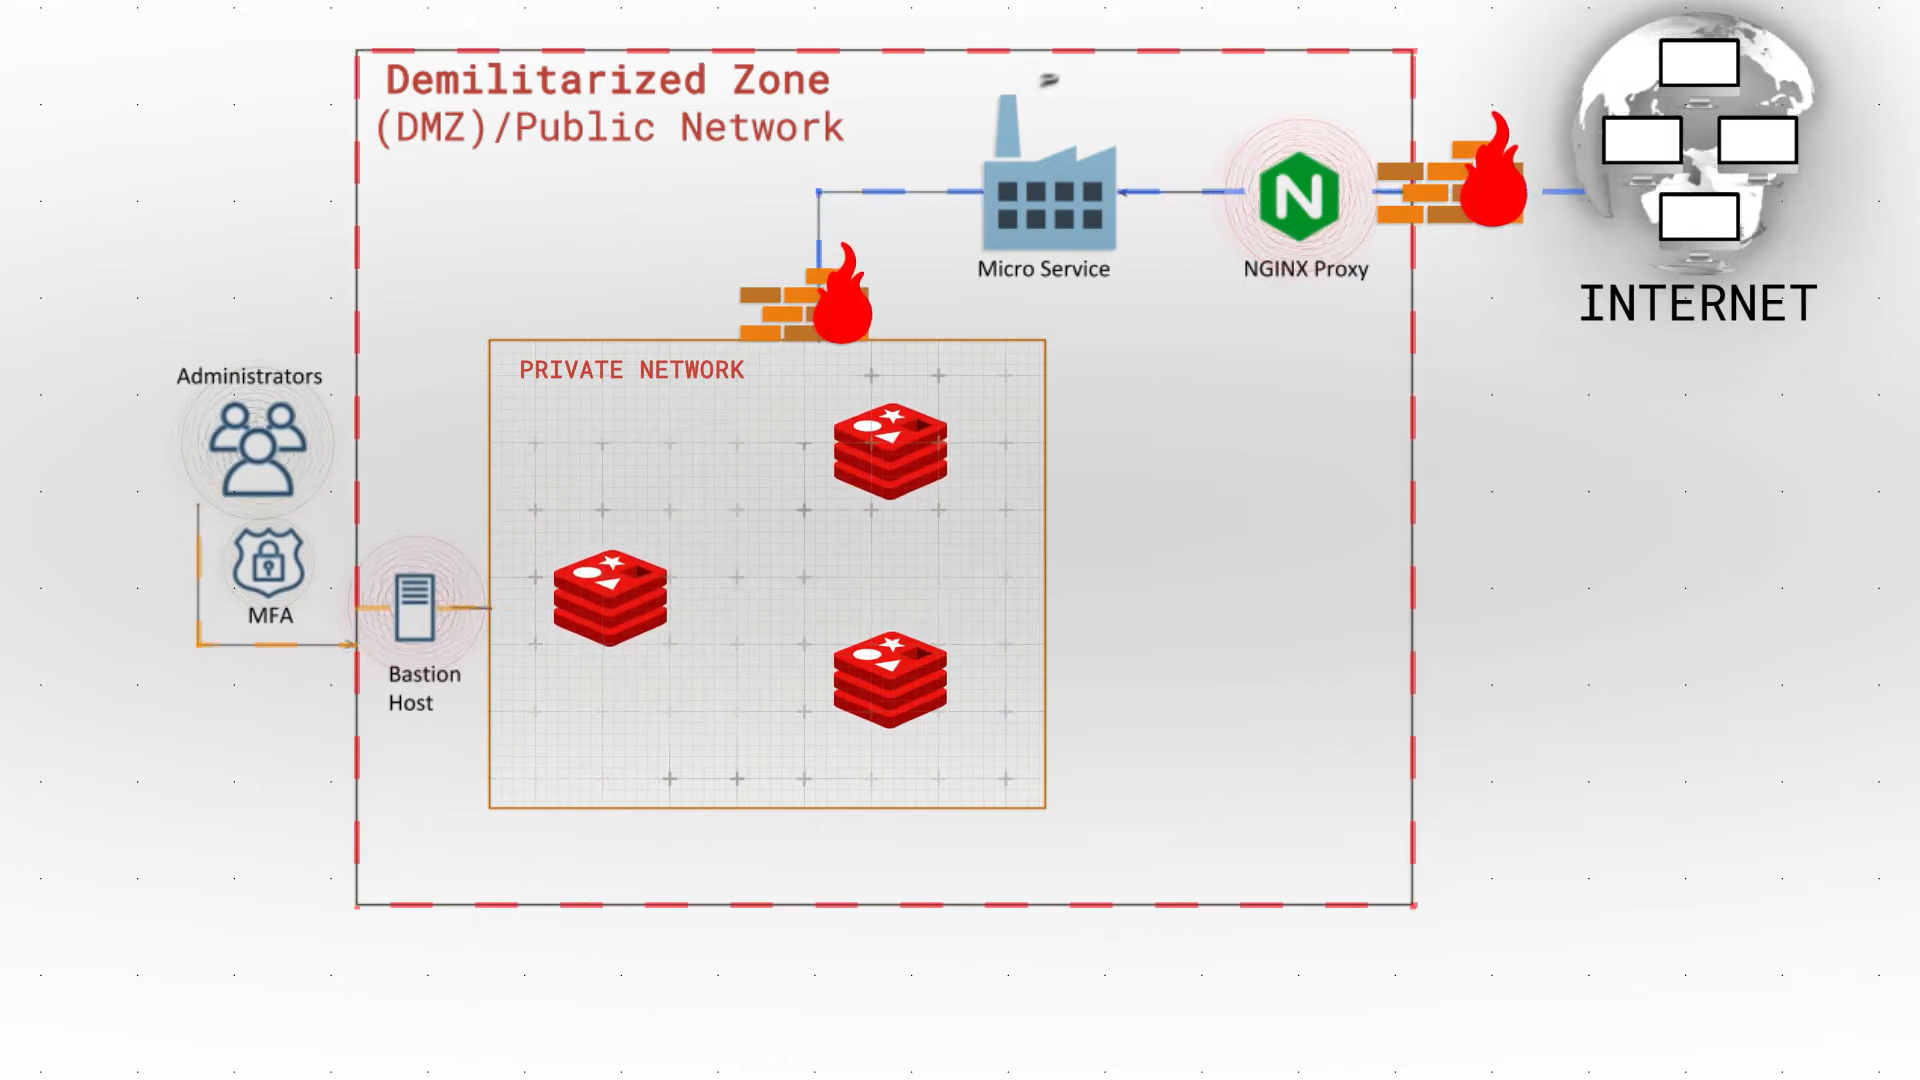 Demilitarized Zone
(DMZ)/Public Network
Micro Service
NGINX Proxy
INTERNET
PRIVATE NETWORK
Administrators
MFA
Bastion
Host